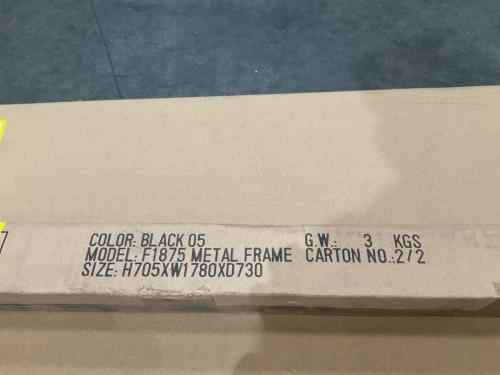 COLOR: BLACK 05
G.W.: 3 KGS
MODEL: F1875 METAL FRAME
CARTON NO.:2/2
SIZE: H705XW1780XD730